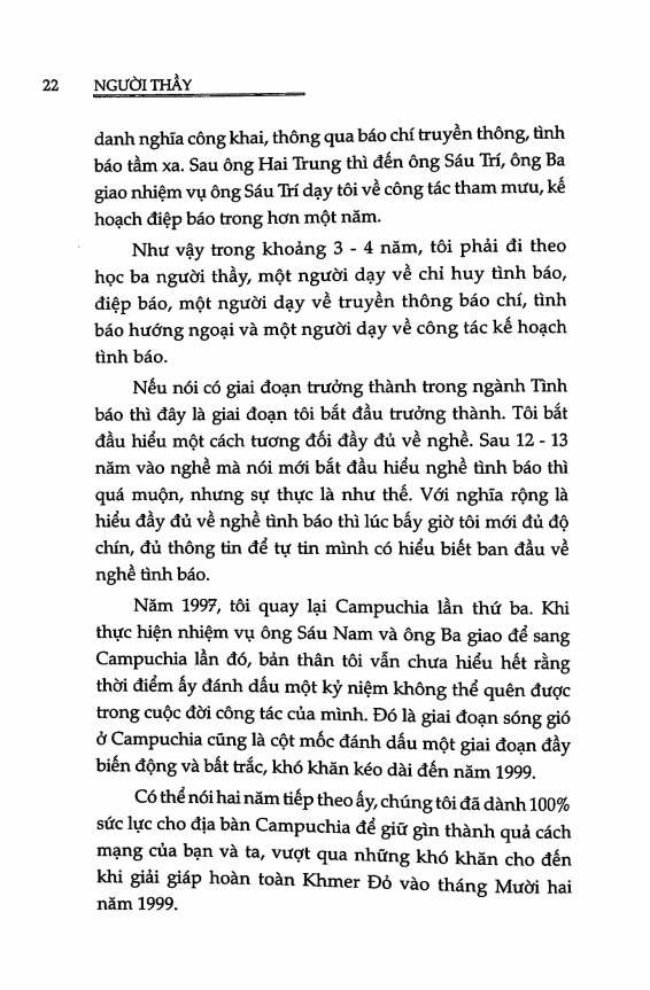 22 NGƯỜI THẦY
danh nghĩa công khai, thông qua báo chí truyền thông, tình
báo tầm xa. Sau ông Hai Trung thì đến ông Sáu Trí, ông Ba
giao nhiệm vụ ông Sáu Trí dạy tôi về công tác tham mưu, kế
hoạch điệp báo trong hơn một năm.
Như vậy trong khoảng 3 - 4 năm, tôi phải đi theo
học ba người thầy, một người dạy về chỉ huy tình báo,
điệp báo, một người dạy về truyền thông báo chí, tình
báo hướng ngoại và một người dạy về công tác kế hoạch
tình báo.
Nếu nói có giai đoạn trưởng thành trong ngành Tình
báo thì đây là giai đoạn tôi bắt đầu trưởng thành. Tôi bắt
đầu hiểu một cách tương đối đầy đủ về nghề. Sau 12 - 13
năm vào nghề mà nói mới bắt đầu hiểu nghề tình báo thì
quá muộn, nhưng sự thực là như thế. Với nghĩa rộng là
hiểu đầy đủ về nghề tình báo thì lúc bấy giờ tôi mới đủ độ
chín, đủ thông tin để tự tin mình có hiểu biết ban đầu về
nghề tình báo.
Năm 1997, tôi quay lại Campuchia lần thứ ba. Khi
thực hiện nhiệm vụ ông Sáu Nam và ông Ba giao để sang
Campuchia lần đó, bản thân tôi vẫn chưa hiểu hết rằng
thời điểm ấy đánh dấu một kỷ niệm không thể quên được
trong cuộc đời công tác của mình. Đó là giai đoạn sóng gió
ở Campuchia cũng là cột mốc đánh dấu một giai đoạn đầy
biến động và bất trắc, khó khăn kéo dài đến năm 1999.
Có thể nói hai năm tiếp theo ấy, chúng tôi đã dành 100%
sức lực cho địa bàn Campuchia để giữ gìn thành quả cách
mạng của bạn và ta, vượt qua những khó khăn cho đến
khi giải giáp hoàn toàn Khmer Đỏ vào tháng Mười hai
năm 1999.